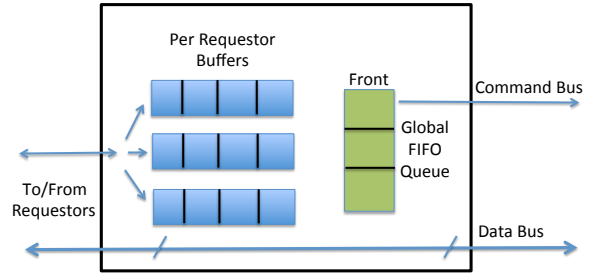 Per Requestor
Buffers
Front
Command Bus
Global
FIFO
Queue
To/From
Requestors
Data Bus